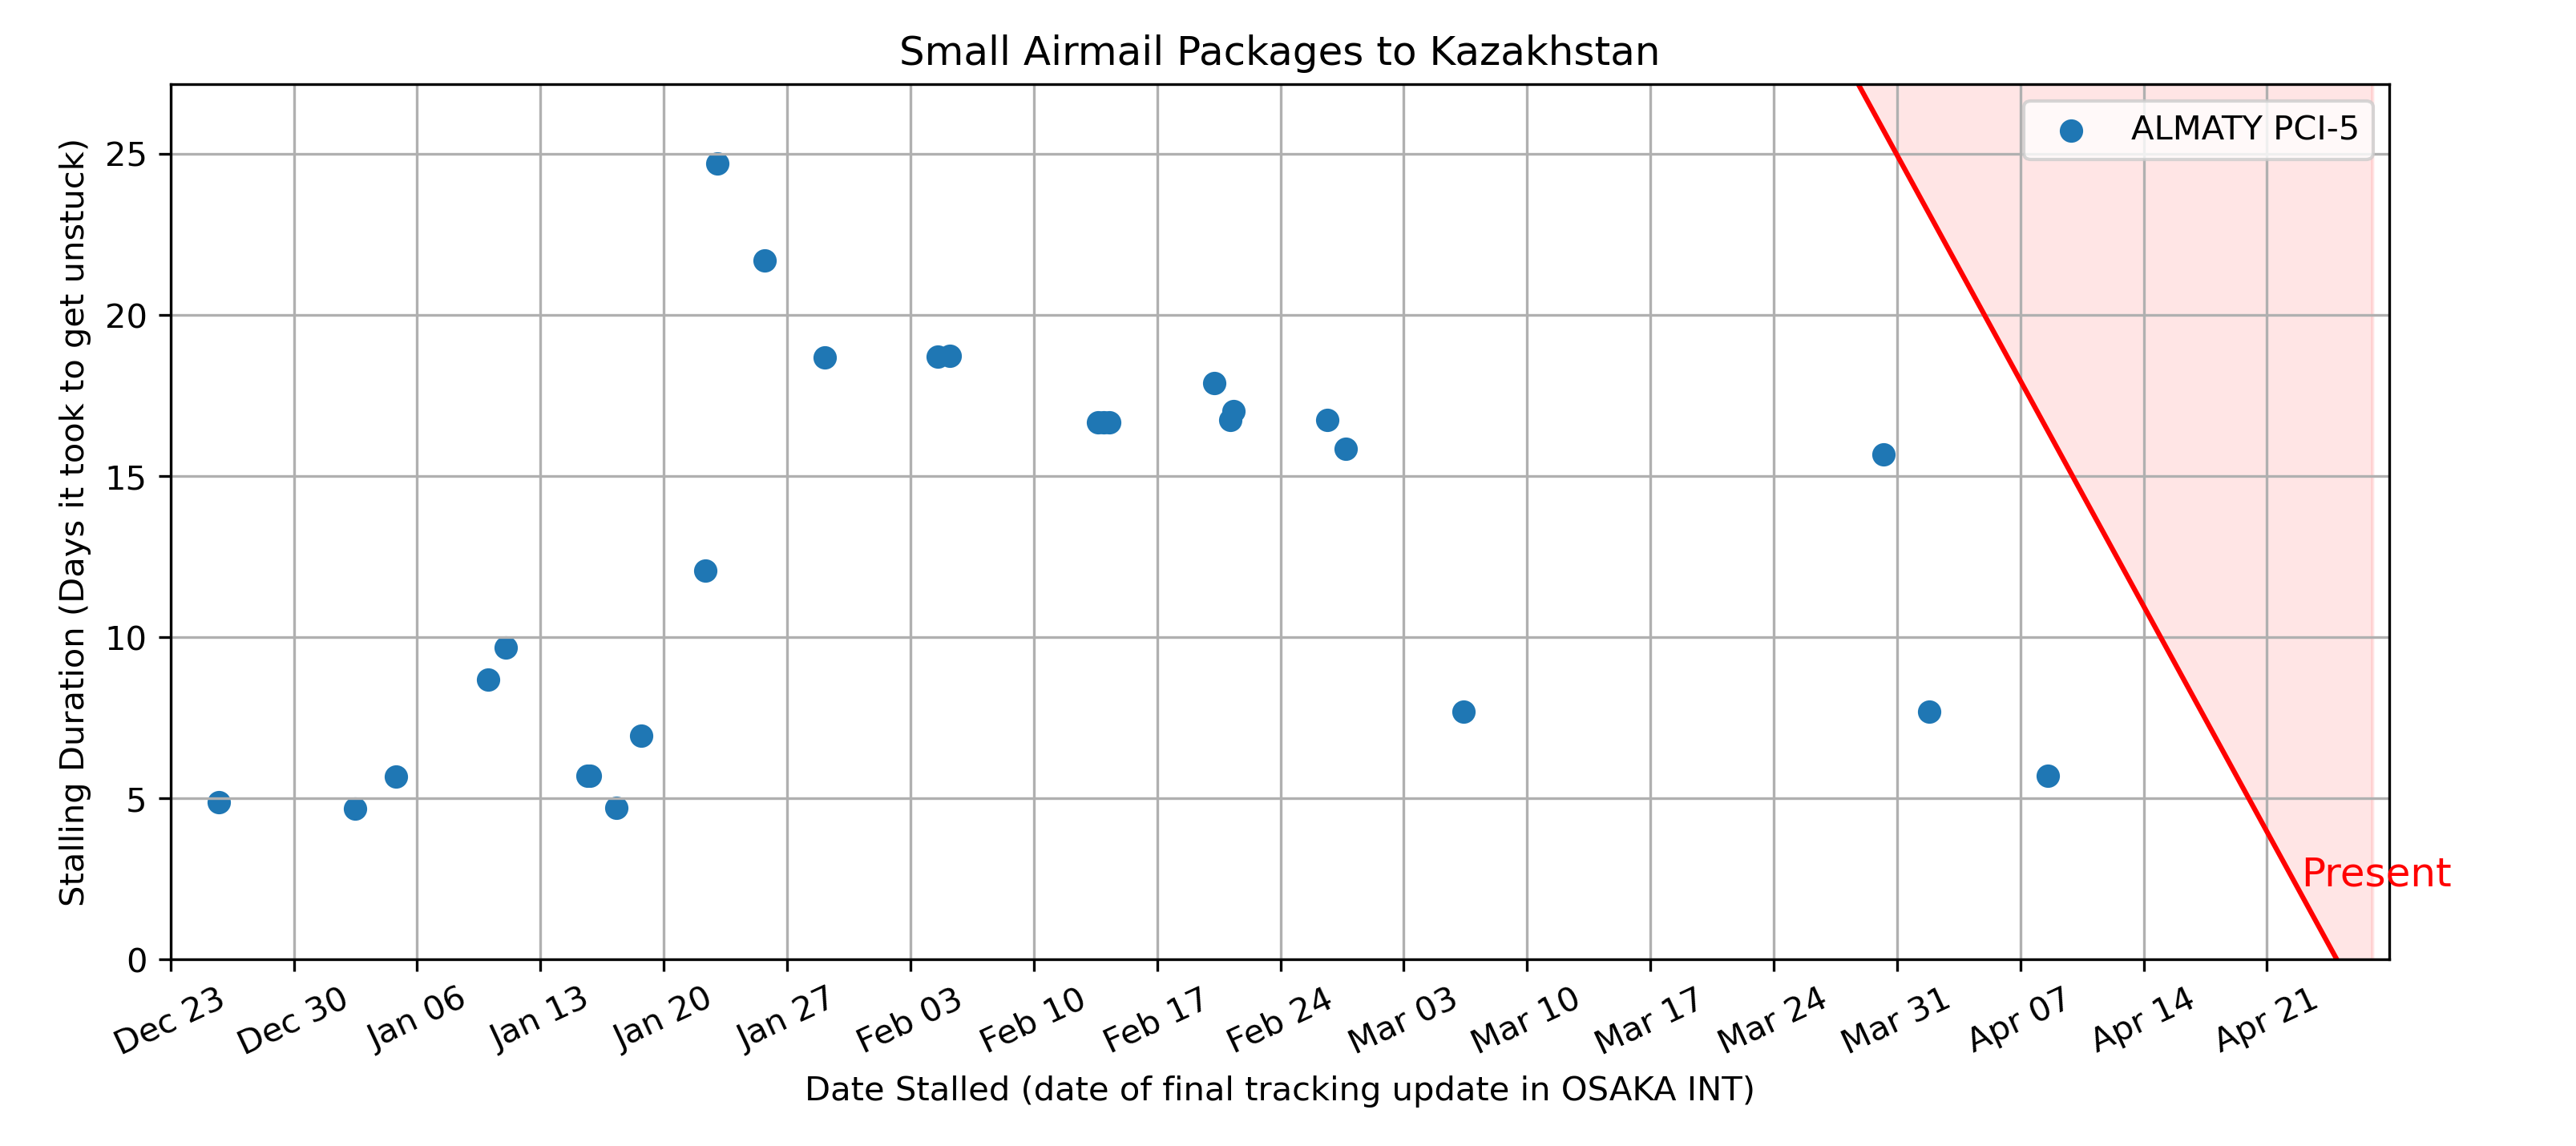 Small Airmail Packages to Kazakhstan
ALMATY PCI-5
Stalling Duration (Days it took to get unstuck)
25
20
15
10
5
0
Present
Dec 23
Dec 30
Jan 06
Jan 13
Jan 20
Jan 27
Feb 03
Feb 10
Feb 17
Feb 24
Mar 03
Mar 10
Mar 17
Mar 24
Mar 31
Apr 07
Apr 14
Apr 21
Date Stalled (date of final tracking update in OSAKA INT)